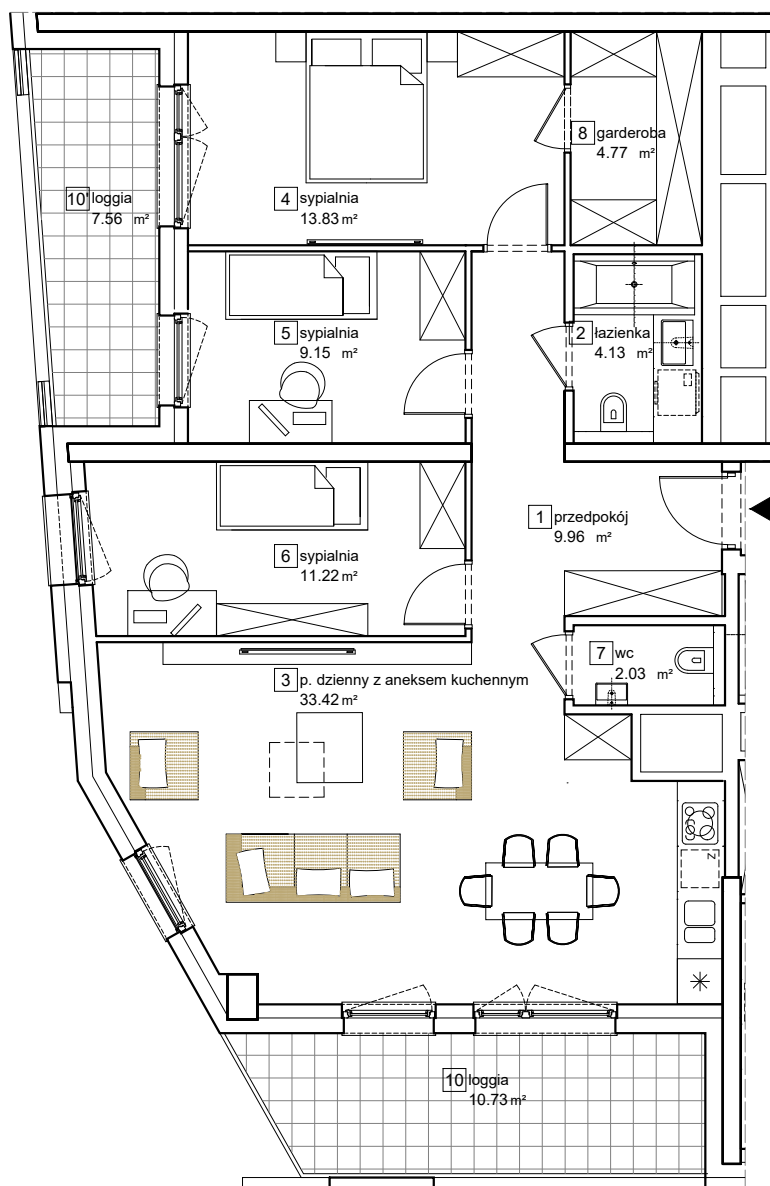 8 garderoba
4.77 m²
10' loggia
7.56 m²
4 sypialnia
13.83 m²
5 sypialnia
9.15 m²
2 łazienka
4.13 m²
1 przedpokój
9.96 m²
6 sypialnia
11.22 m²
7 wc
2.03 m²
3 p. dzienny z aneksem kuchennym
33.42 m²
Z
10 loggia
10.73 m²